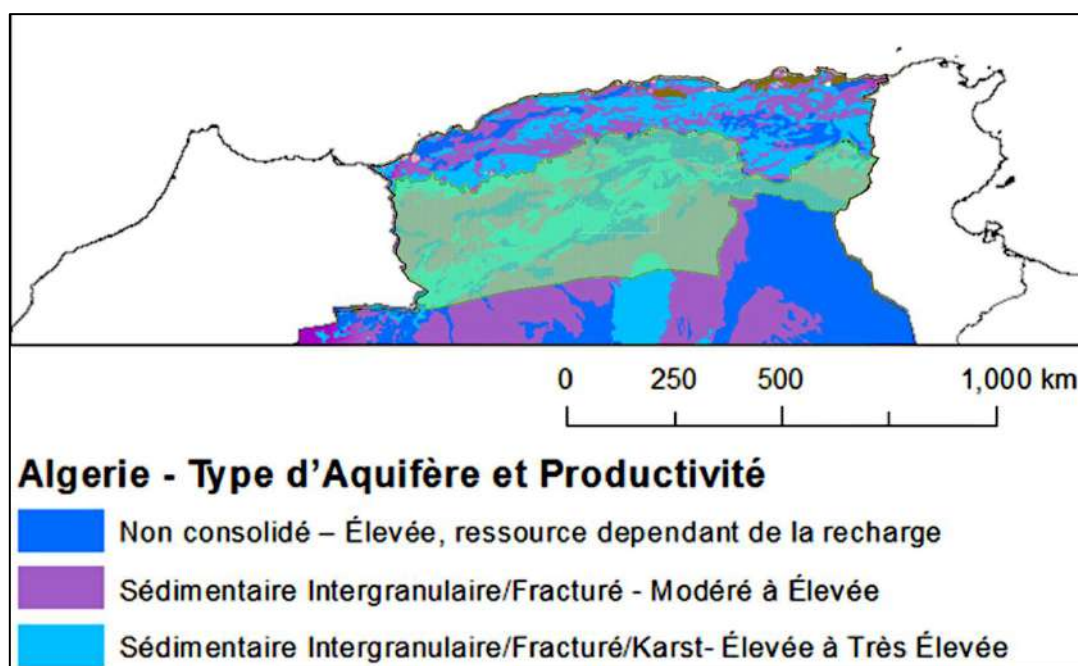 0 250 500 1,000 km
Algerie - Type d'Aquifère et Productivité
Non consolidé – Élevée, ressource dependant de la recharge
Sédimentaire Intergranulaire/Fracturé - Modéré à Élevée
Sédimentaire Intergranulaire/Fracturé/Karst- Élevée à Très Élevée